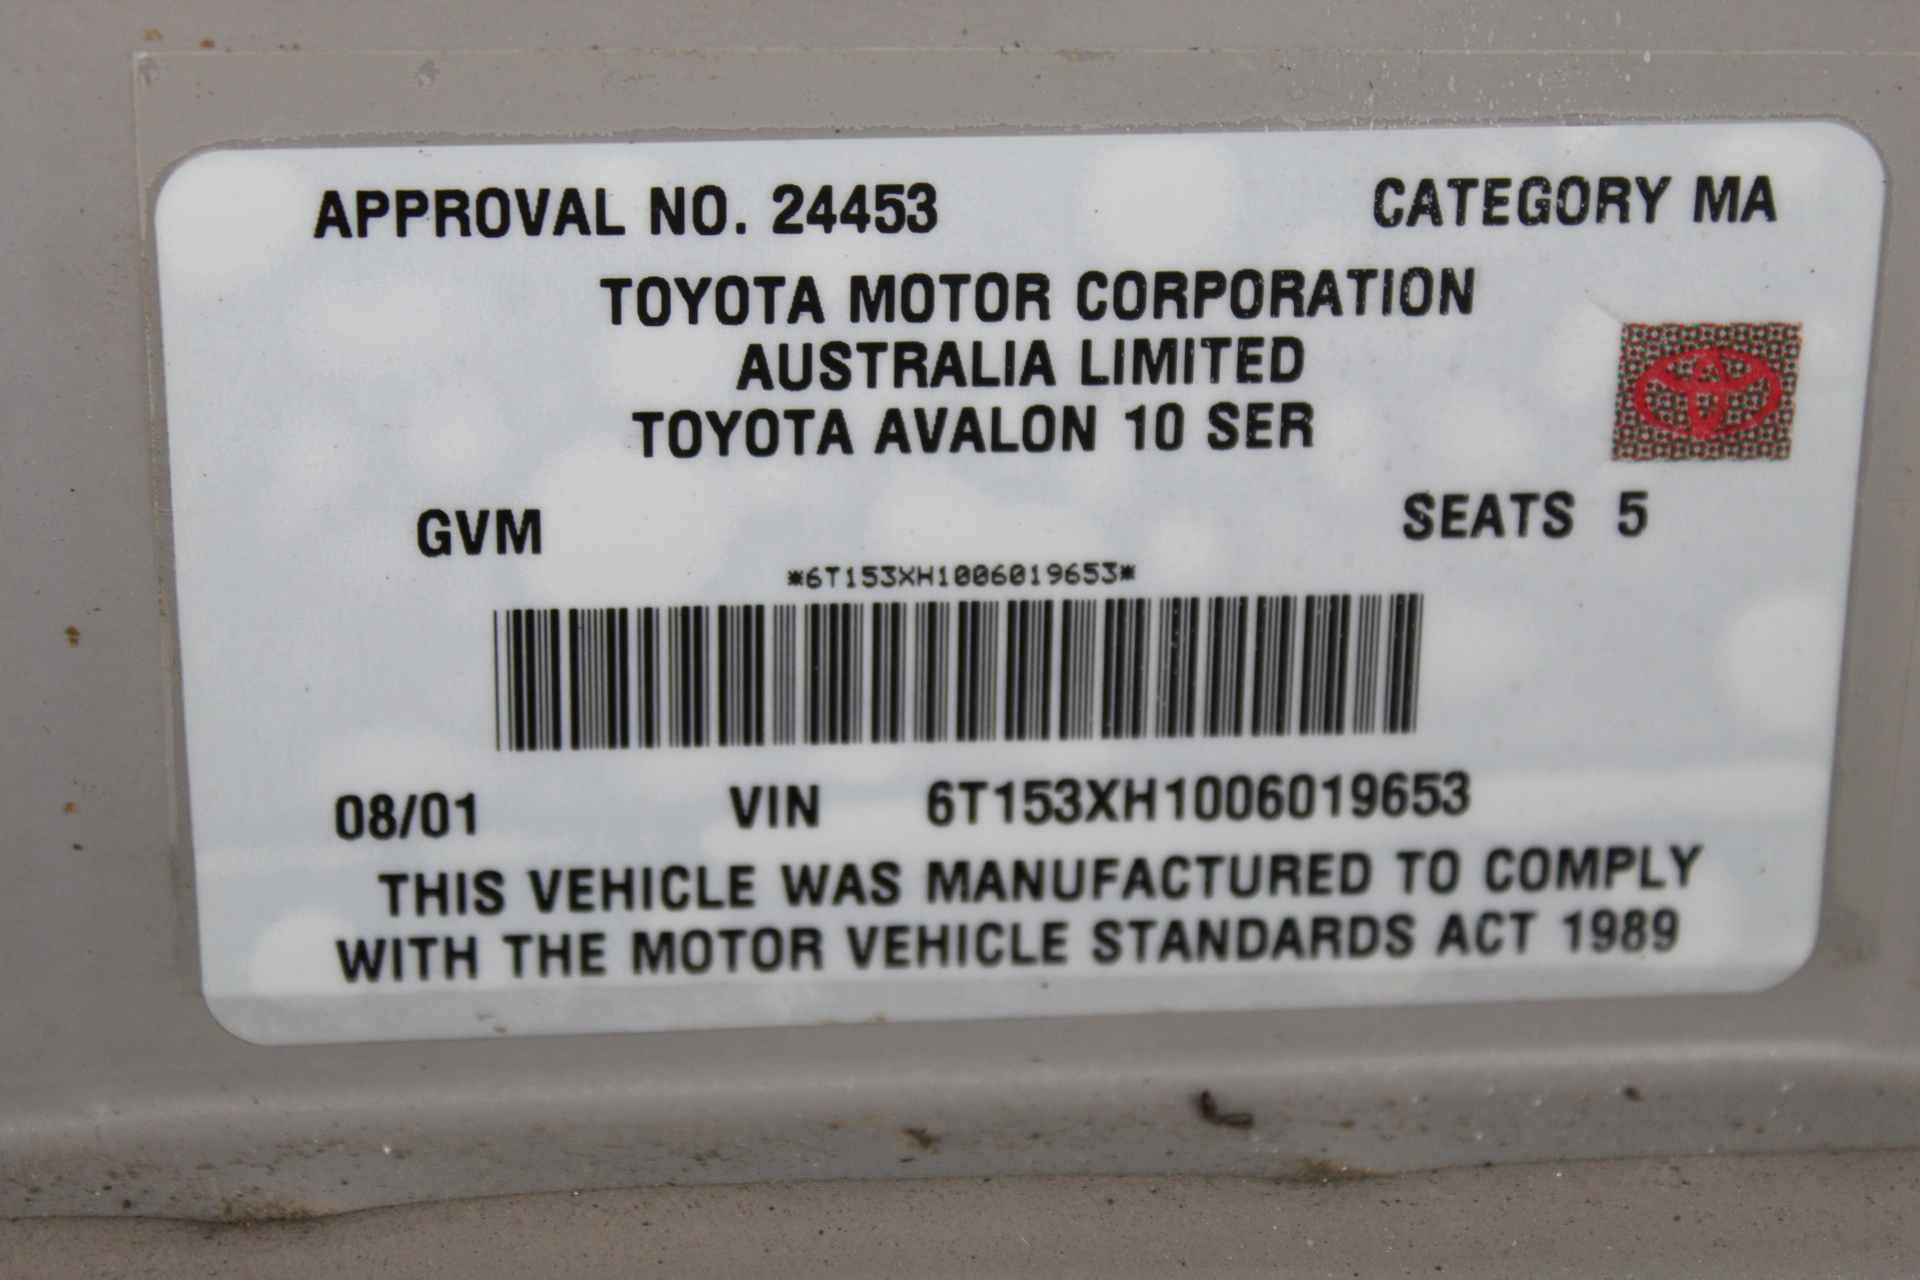 APPROVAL NO. 24453 CATEGORY MA
TOYOTA MOTOR CORPORATION
AUSTRALIA LIMITED
TOYOTA AVALON 10 SER
GVM SEATS 5
*6T153XH1006019653*
08/01 VIN 6T153XH1006019653
THIS VEHICLE WAS MANUFACTURED TO COMPLY
WITH THE MOTOR VEHICLE STANDARDS ACT 1989